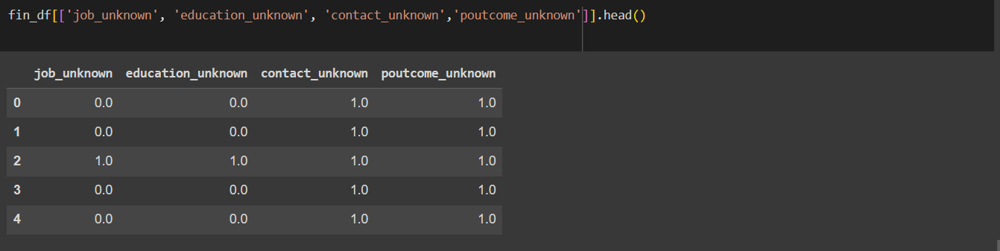 fin_df[['job_unknown', 'education_unknown', 'contact_unknown','poutcome_unknown']].head()
job_unknown education_unknown contact_unknown poutcome_unknown
0 0.0 0.0 1.0 1.0
1 0.0 0.0 1.0 1.0
2 1.0 1.0 1.0 1.0
3 0.0 0.0 1.0 1.0
4 0.0 0.0 1.0 1.0